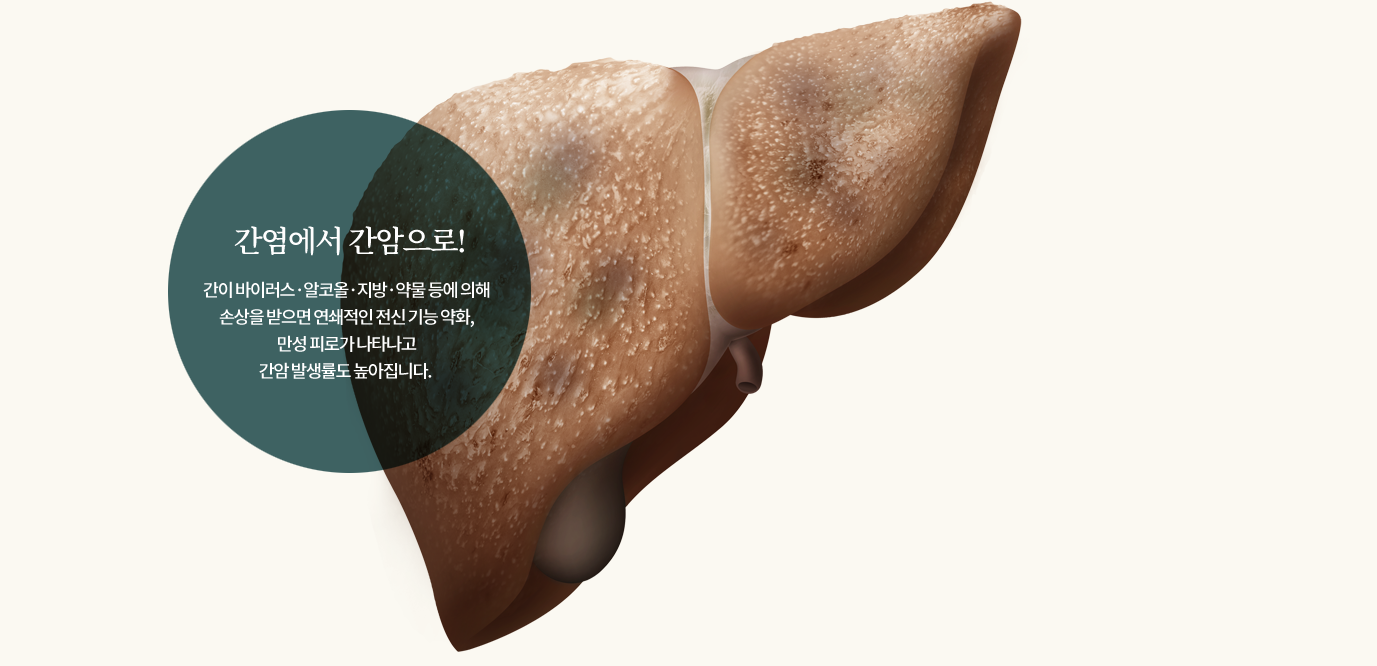 간염에서 간암으로!
간이 바이러스·알코올·지방·약물 등에 의해
손상을 받으면 연쇄적인 전신 기능 약화,
만성 피로가 나타나고
간암 발생률도 높아집니다.